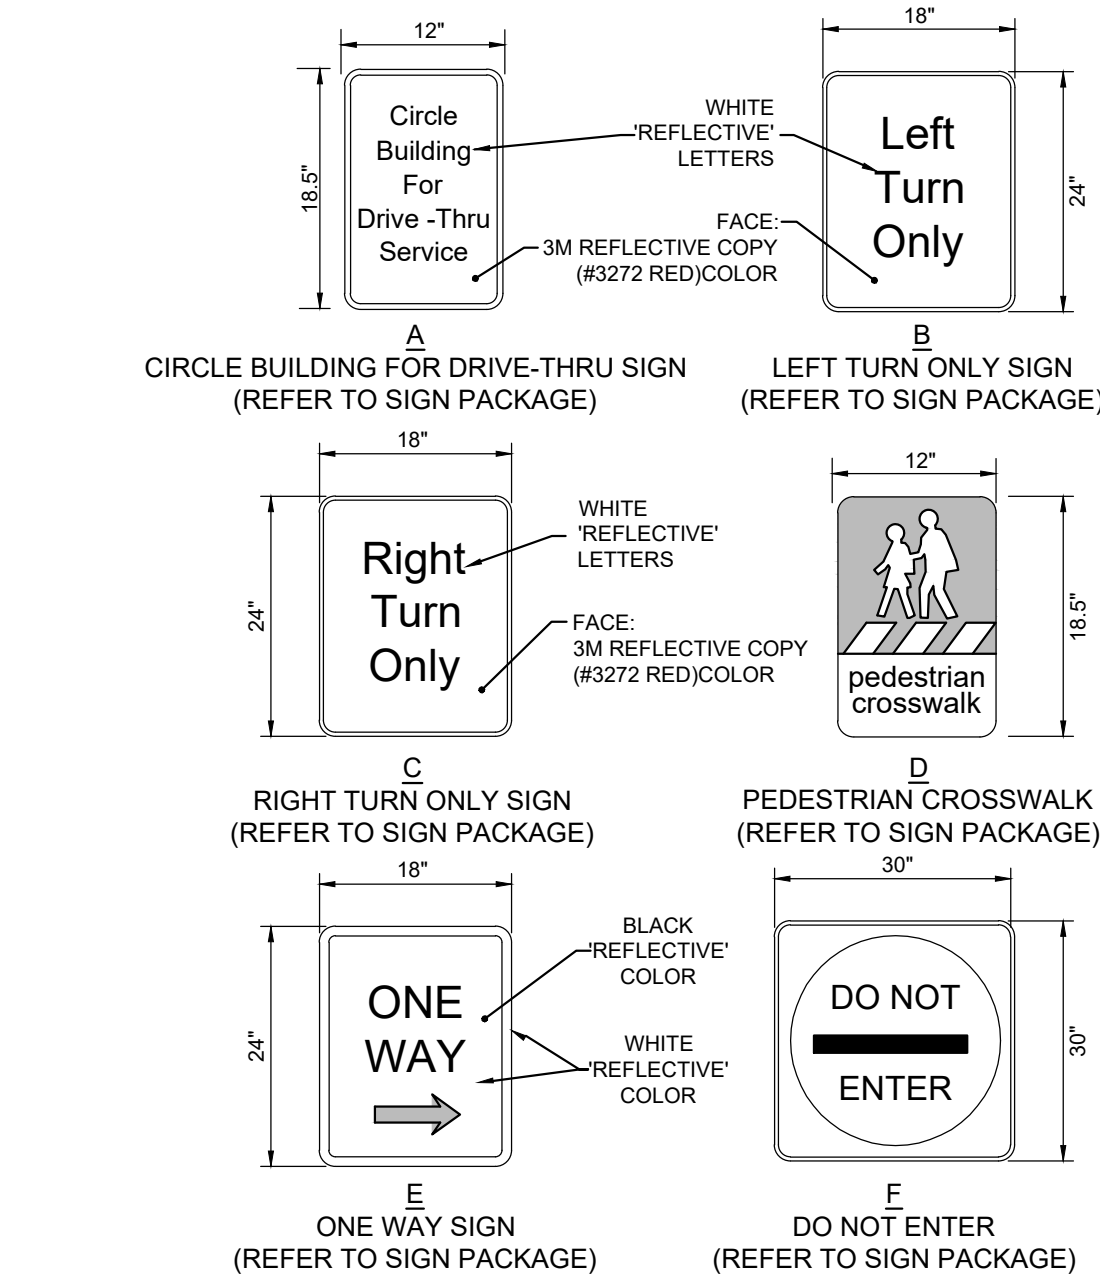 12"
18.5"
Circle
Building
For
Drive -Thru
Service
WHITE
'REFLECTIVE'
LETTERS
FACE:
3M REFLECTIVE COPY
(#3272 RED)COLOR
18"
24"
Left
Turn
Only
A
CIRCLE BUILDING FOR DRIVE-THRU SIGN
(REFER TO SIGN PACKAGE)
B
LEFT TURN ONLY SIGN
(REFER TO SIGN PACKAGE)
18"
24"
Right
Turn
Only
WHITE
'REFLECTIVE'
LETTERS
FACE:
3M REFLECTIVE COPY
(#3272 RED)COLOR
12"
18.5"
pedestrian
crosswalk
C
RIGHT TURN ONLY SIGN
(REFER TO SIGN PACKAGE)
D
PEDESTRIAN CROSSWALK
(REFER TO SIGN PACKAGE)
18"
24"
ONE
WAY
BLACK
'REFLECTIVE'
COLOR
WHITE
'REFLECTIVE'
COLOR
30"
30"
DO NOT
ENTER
E
ONE WAY SIGN
(REFER TO SIGN PACKAGE)
F
DO NOT ENTER
(REFER TO SIGN PACKAGE)